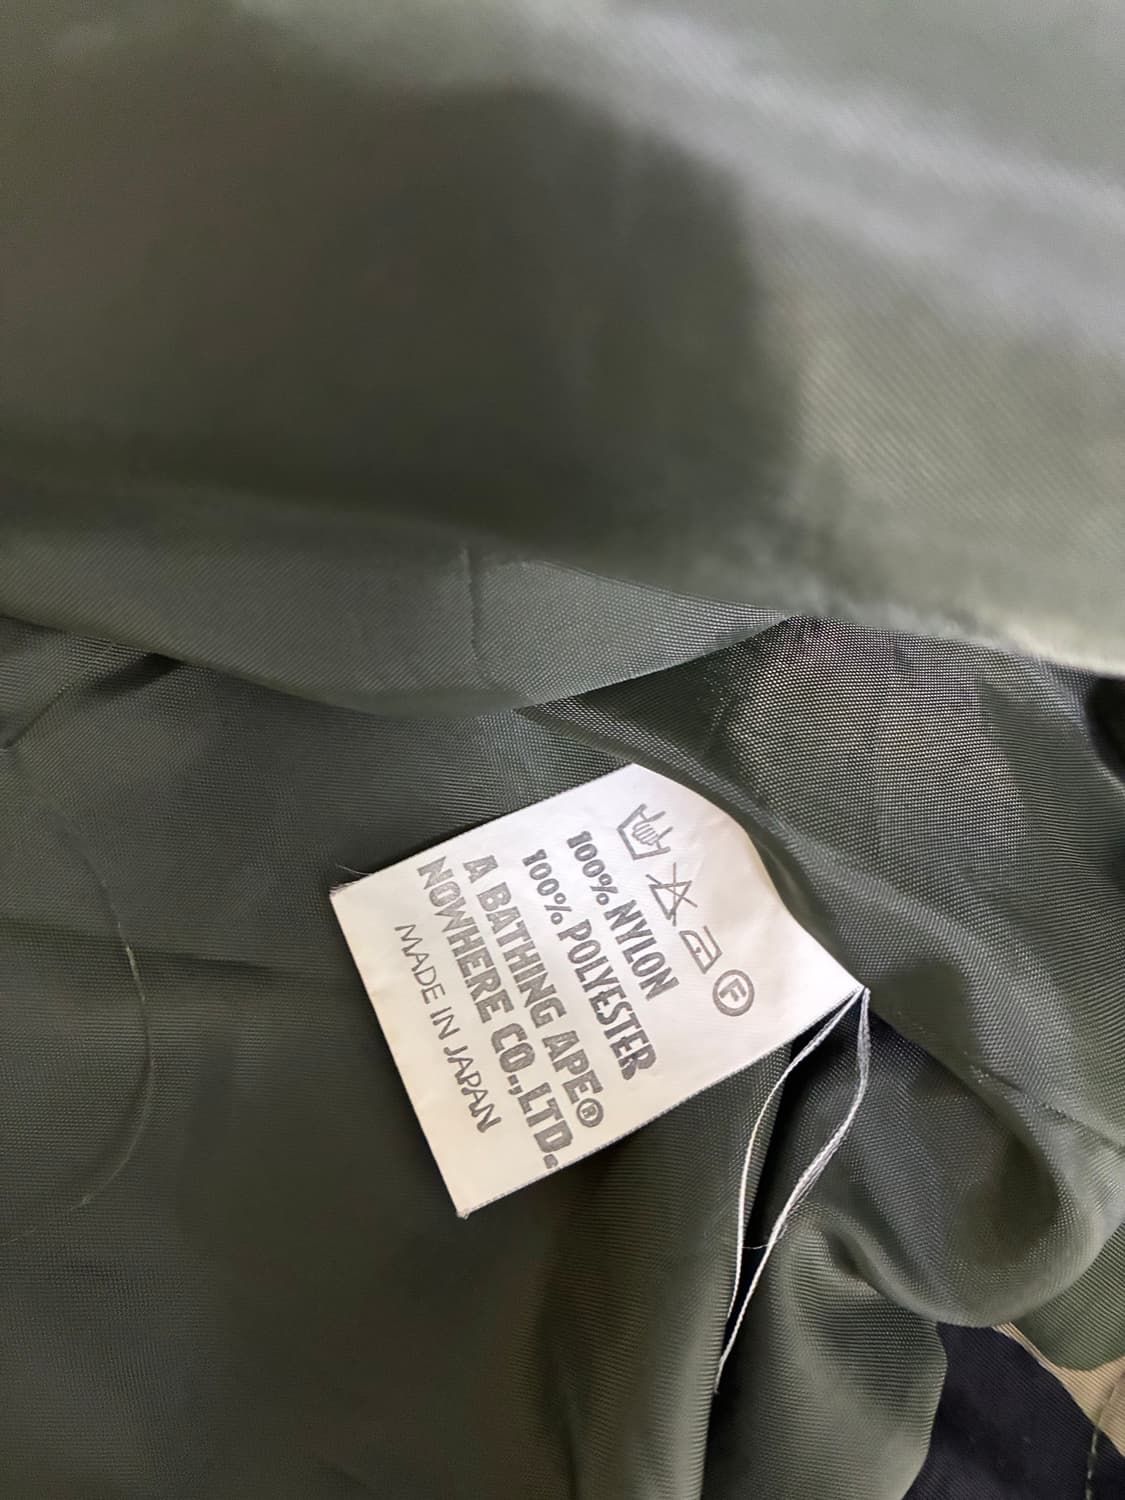 F
100% NYLON
100% POLYESTER
A BATHING APE®
NOWHERE CO.,LTD.
MADE IN JAPAN